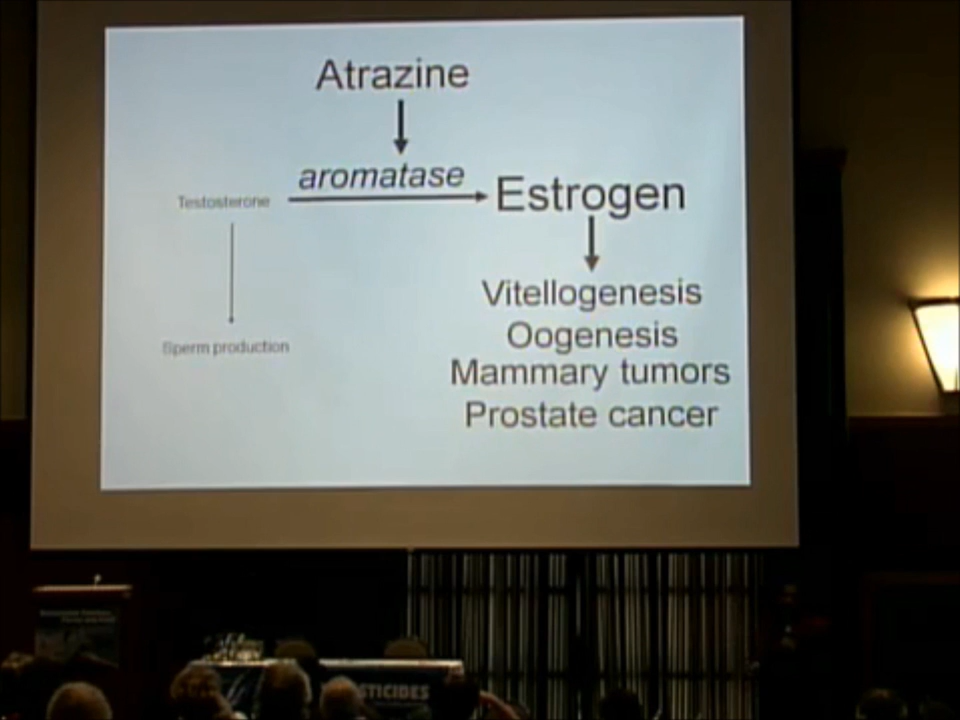 Atrazine
aromatase
Testosterone
Estrogen
Sperm production
Vitellogenesis
Oogenesis
Mammary tumors
Prostate cancer